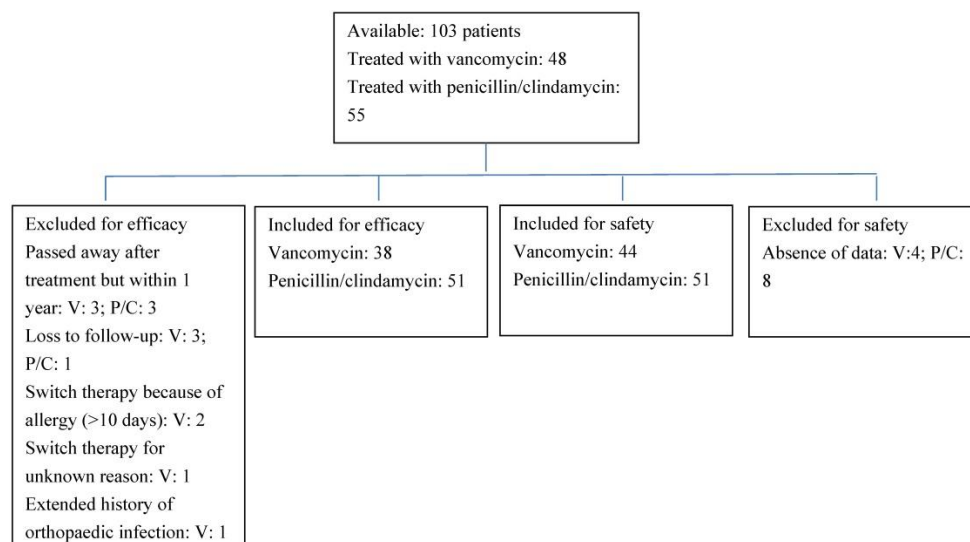 Available: 103 patients
Treated with vancomycin: 48
Treated with penicillin/clindamycin:
55
Excluded for efficacy
Passed away after
treatment but within 1
year: V: 3; P/C: 3
Loss to follow-up: V: 3;
P/C: 1
Switch therapy because of
allergy (>10 days): V: 2
Switch therapy for
unknown reason: V: 1
Extended history of
orthopaedic infection: V: 1
Included for efficacy
Vancomycin: 38
Penicillin/clindamycin: 51
Included for safety
Vancomycin: 44
Penicillin/clindamycin: 51
Excluded for safety
Absence of data: V:4; P/C:
8